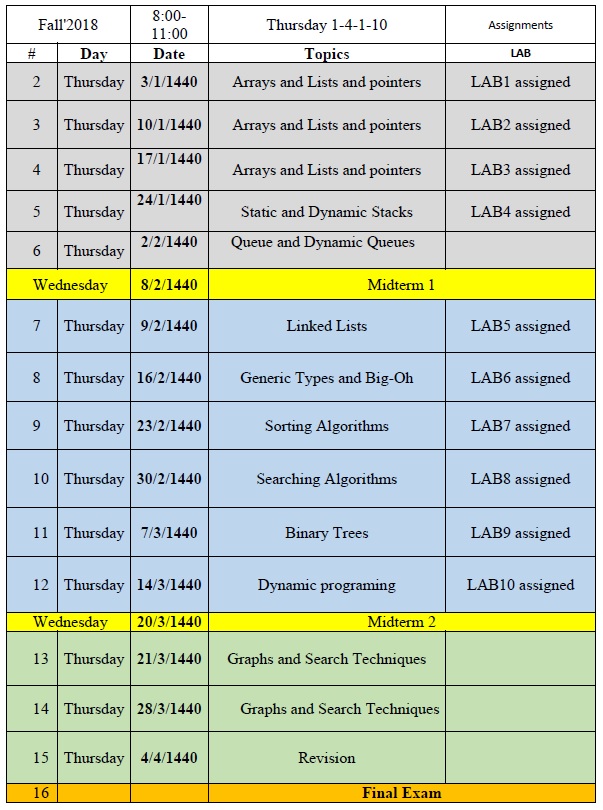 Fall'2018 8:00-11:00 Thursday 1-4-1-10 Assignments
# Day Date Topics LAB
2 Thursday 3/1/1440 Arrays and Lists and pointers LAB1 assigned
3 Thursday 10/1/1440 Arrays and Lists and pointers LAB2 assigned
4 Thursday 17/1/1440 Arrays and Lists and pointers LAB3 assigned
5 Thursday 24/1/1440 Static and Dynamic Stacks LAB4 assigned
6 Thursday 2/2/1440 Queue and Dynamic Queues
Wednesday 8/2/1440 Midterm 1
7 Thursday 9/2/1440 Linked Lists LAB5 assigned
8 Thursday 16/2/1440 Generic Types and Big-Oh LAB6 assigned
9 Thursday 23/2/1440 Sorting Algorithms LAB7 assigned
10 Thursday 30/2/1440 Searching Algorithms LAB8 assigned
11 Thursday 7/3/1440 Binary Trees LAB9 assigned
12 Thursday 14/3/1440 Dynamic programing LAB10 assigned
Wednesday 20/3/1440 Midterm 2
13 Thursday 21/3/1440 Graphs and Search Techniques
14 Thursday 28/3/1440 Graphs and Search Techniques
15 Thursday 4/4/1440 Revision
16 Final Exam